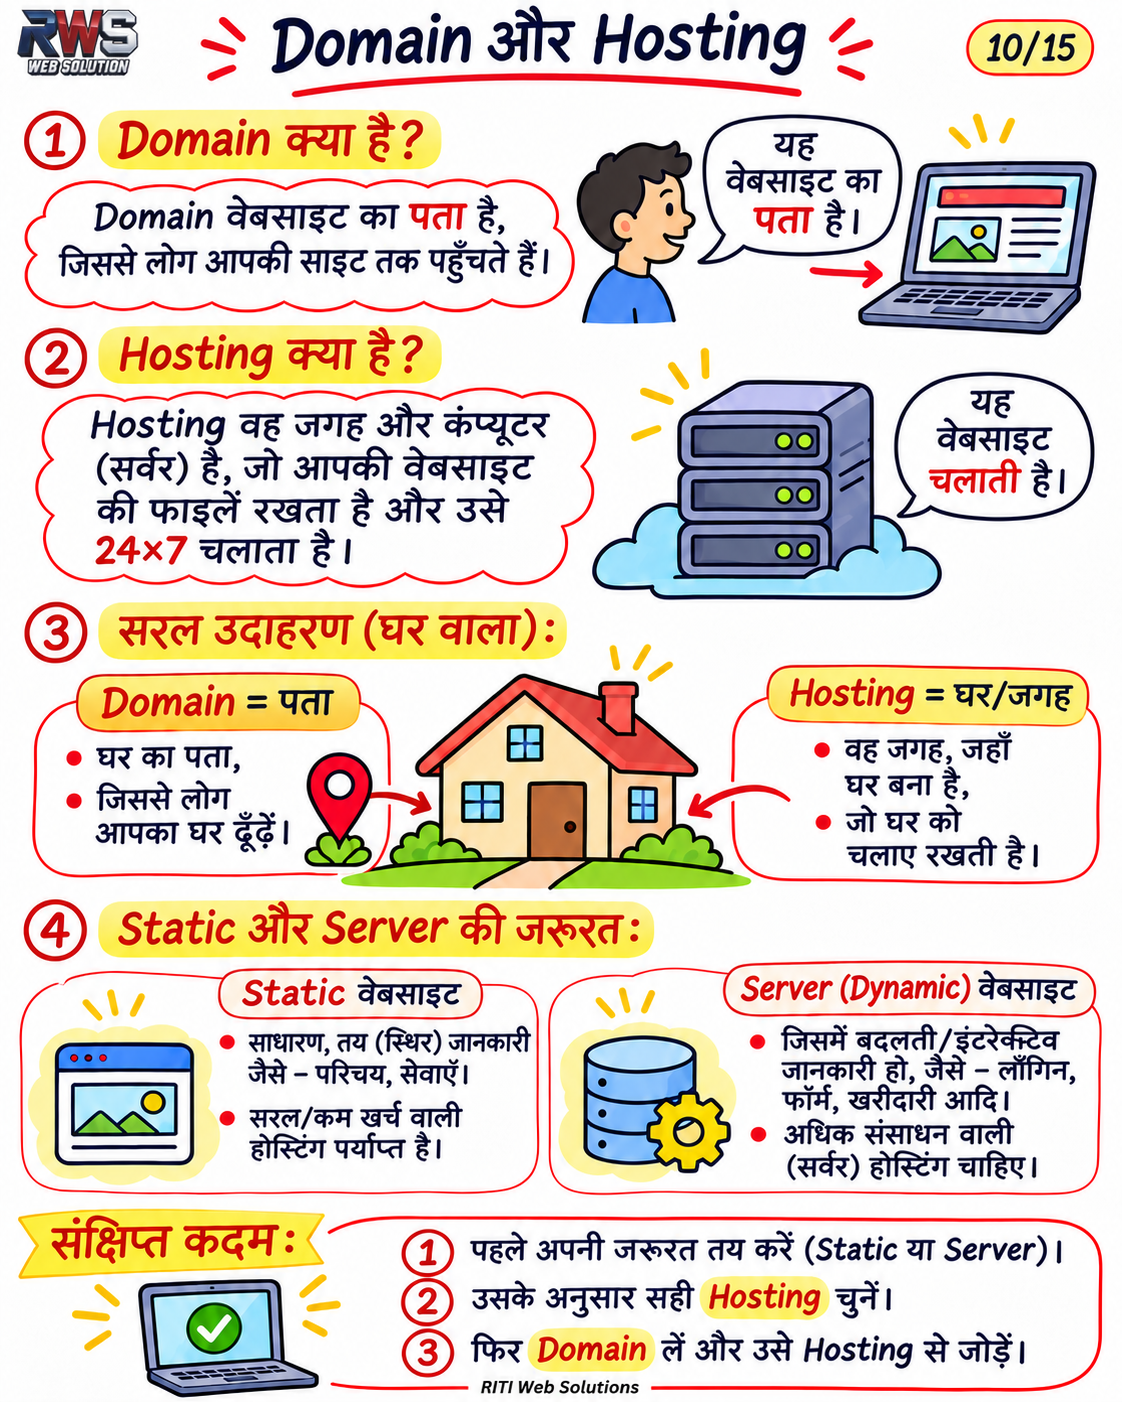 RWS
WEB SOLUTION
Domain और Hosting
10/15
1 Domain क्या है?
Domain वेबसाइट का पता है,
जिससे लोग आपकी साइट तक पहुँचते हैं।
यह
वेबसाइट का
पता है।
2 Hosting क्या है?
Hosting वह जगह और कंप्यूटर
(सर्वर) है, जो आपकी वेबसाइट
की फाइलें रखता है और उसे
24×7 चलाता है।
यह
वेबसाइट
चलाती है।
3 सरल उदाहरण (घर वाला):
Domain = पता
• घर का पता,
• जिससे लोग
आपका घर ढूँढ़ें।
Hosting = घर/जगह
• वह जगह, जहाँ
घर बना है,
• जो घर को
चलाए रखती है।
4 Static और Server की जरूरत:
Static वेबसाइट
• साधारण, तय (स्थिर) जानकारी
जैसे – परिचय, सेवाएँ।
• सरल/कम खर्च वाली
होस्टिंग पर्याप्त है।
Server (Dynamic) वेबसाइट
• जिसमें बदलती/इंटरेक्टिव
जानकारी हो, जैसे – लॉगिन,
फॉर्म, खरीदारी आदि।
• अधिक संसाधन वाली
(सर्वर) होस्टिंग चाहिए।
संक्षिप्त कदम:
1 पहले अपनी जरूरत तय करें (Static या Server)।
2 उसके अनुसार सही Hosting चुनें।
3 फिर Domain लें और उसे Hosting से जोड़ें।
RITI Web Solutions